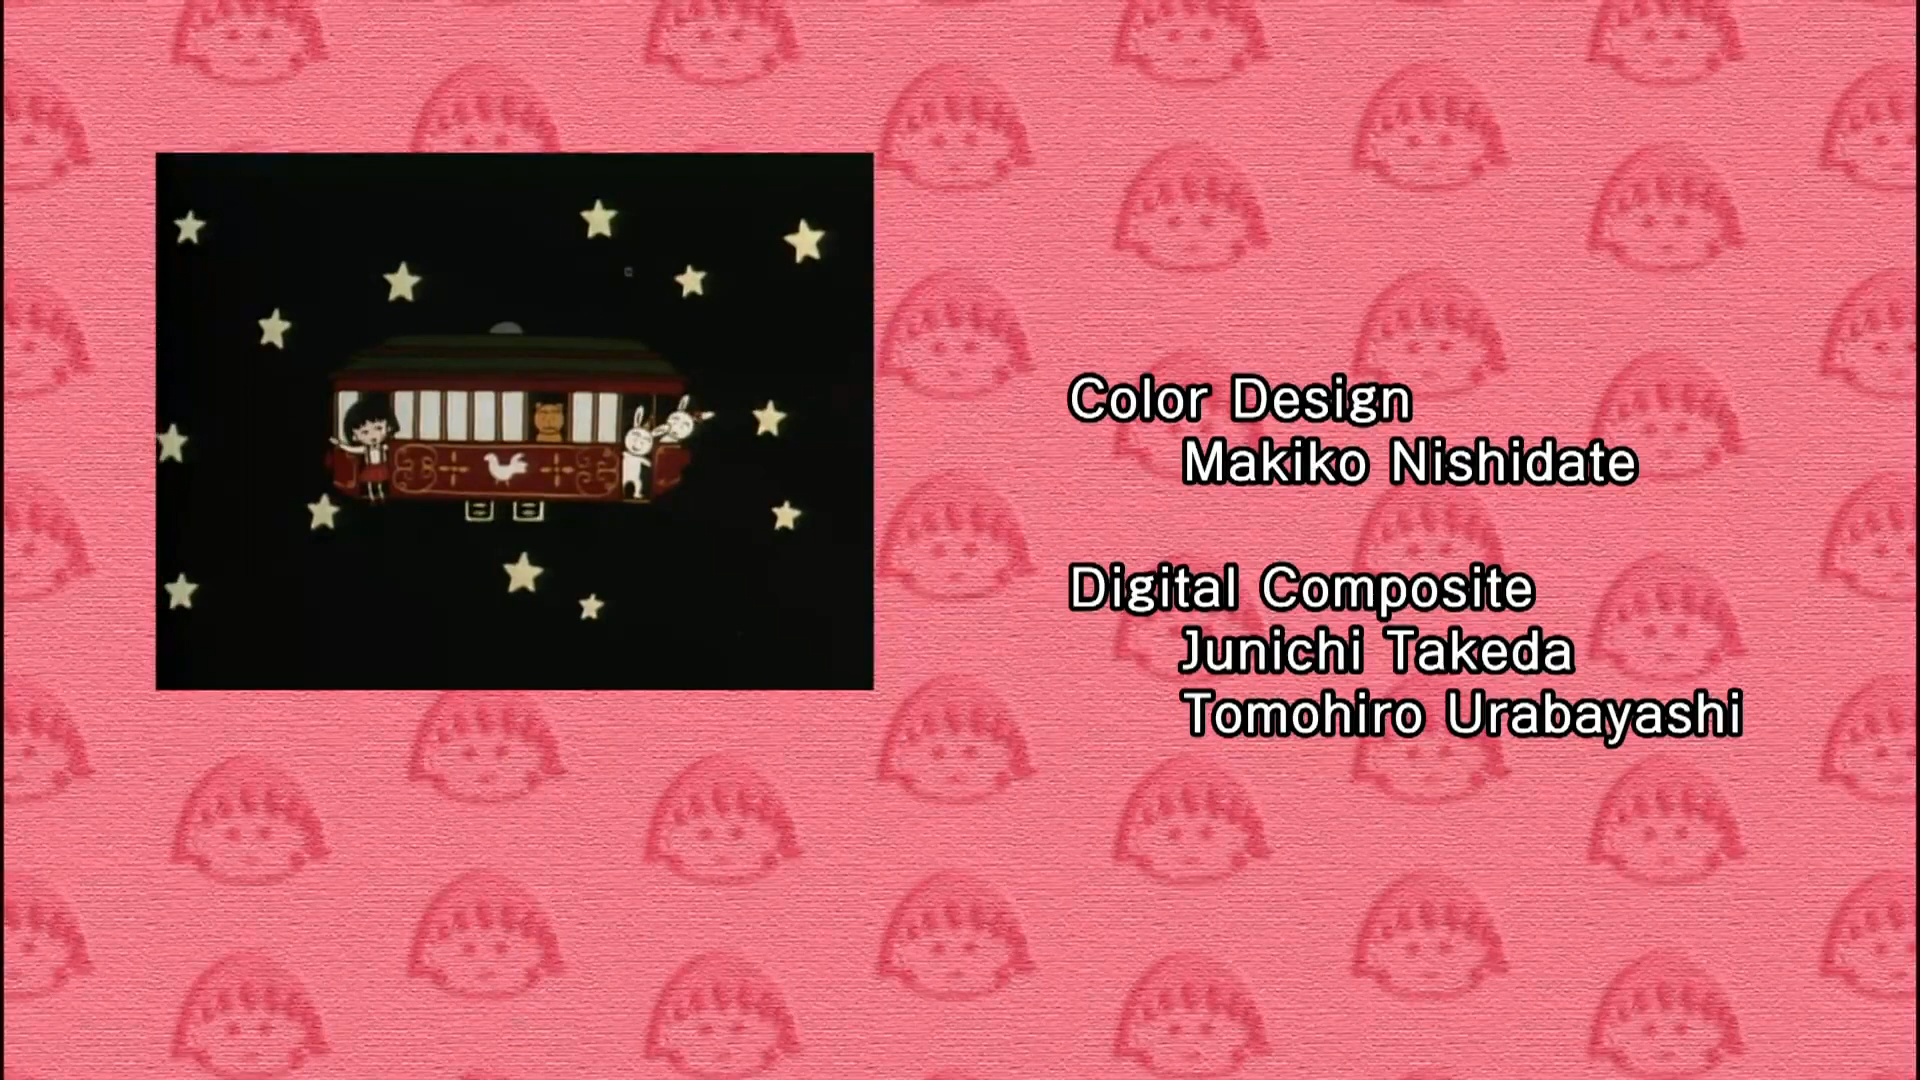 Color Design
Makiko Nishidate
Digital Composite
Junichi Takeda
Tomohiro Urabayashi